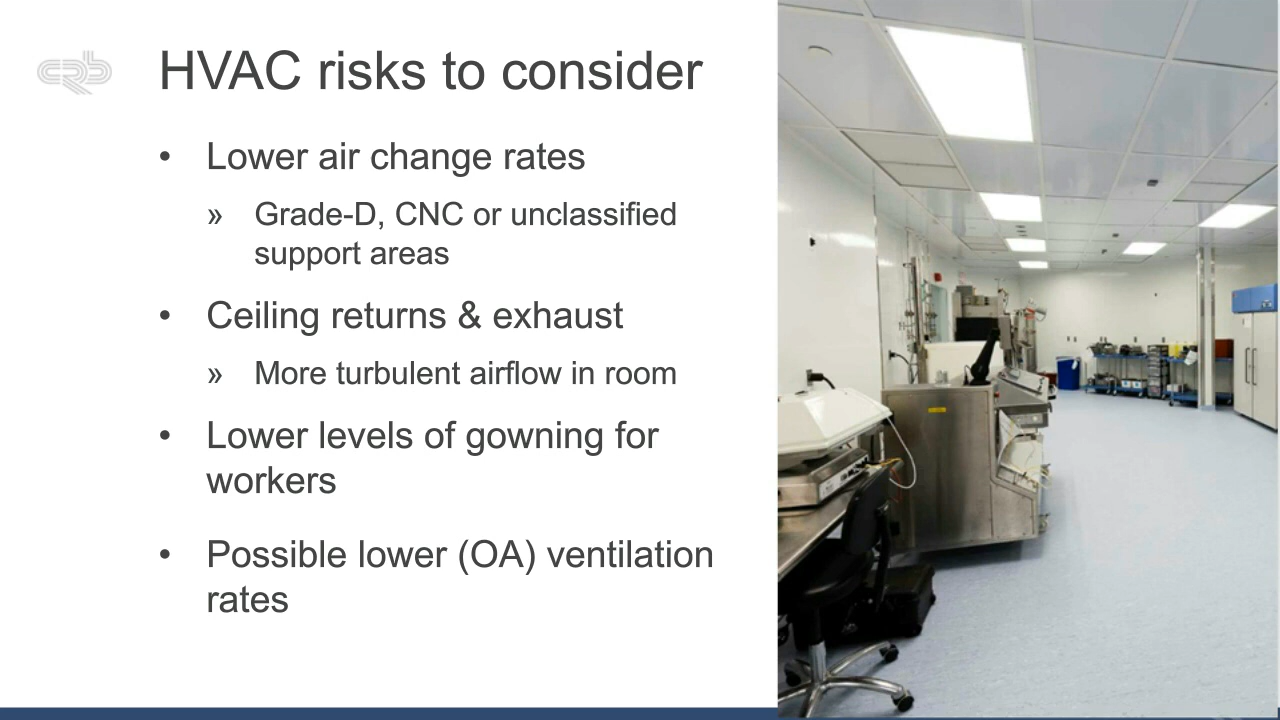 CRB
HVAC risks to consider
• Lower air change rates
» Grade-D, CNC or unclassified
support areas
• Ceiling returns & exhaust
» More turbulent airflow in room
• Lower levels of gowning for
workers
• Possible lower (OA) ventilation
rates